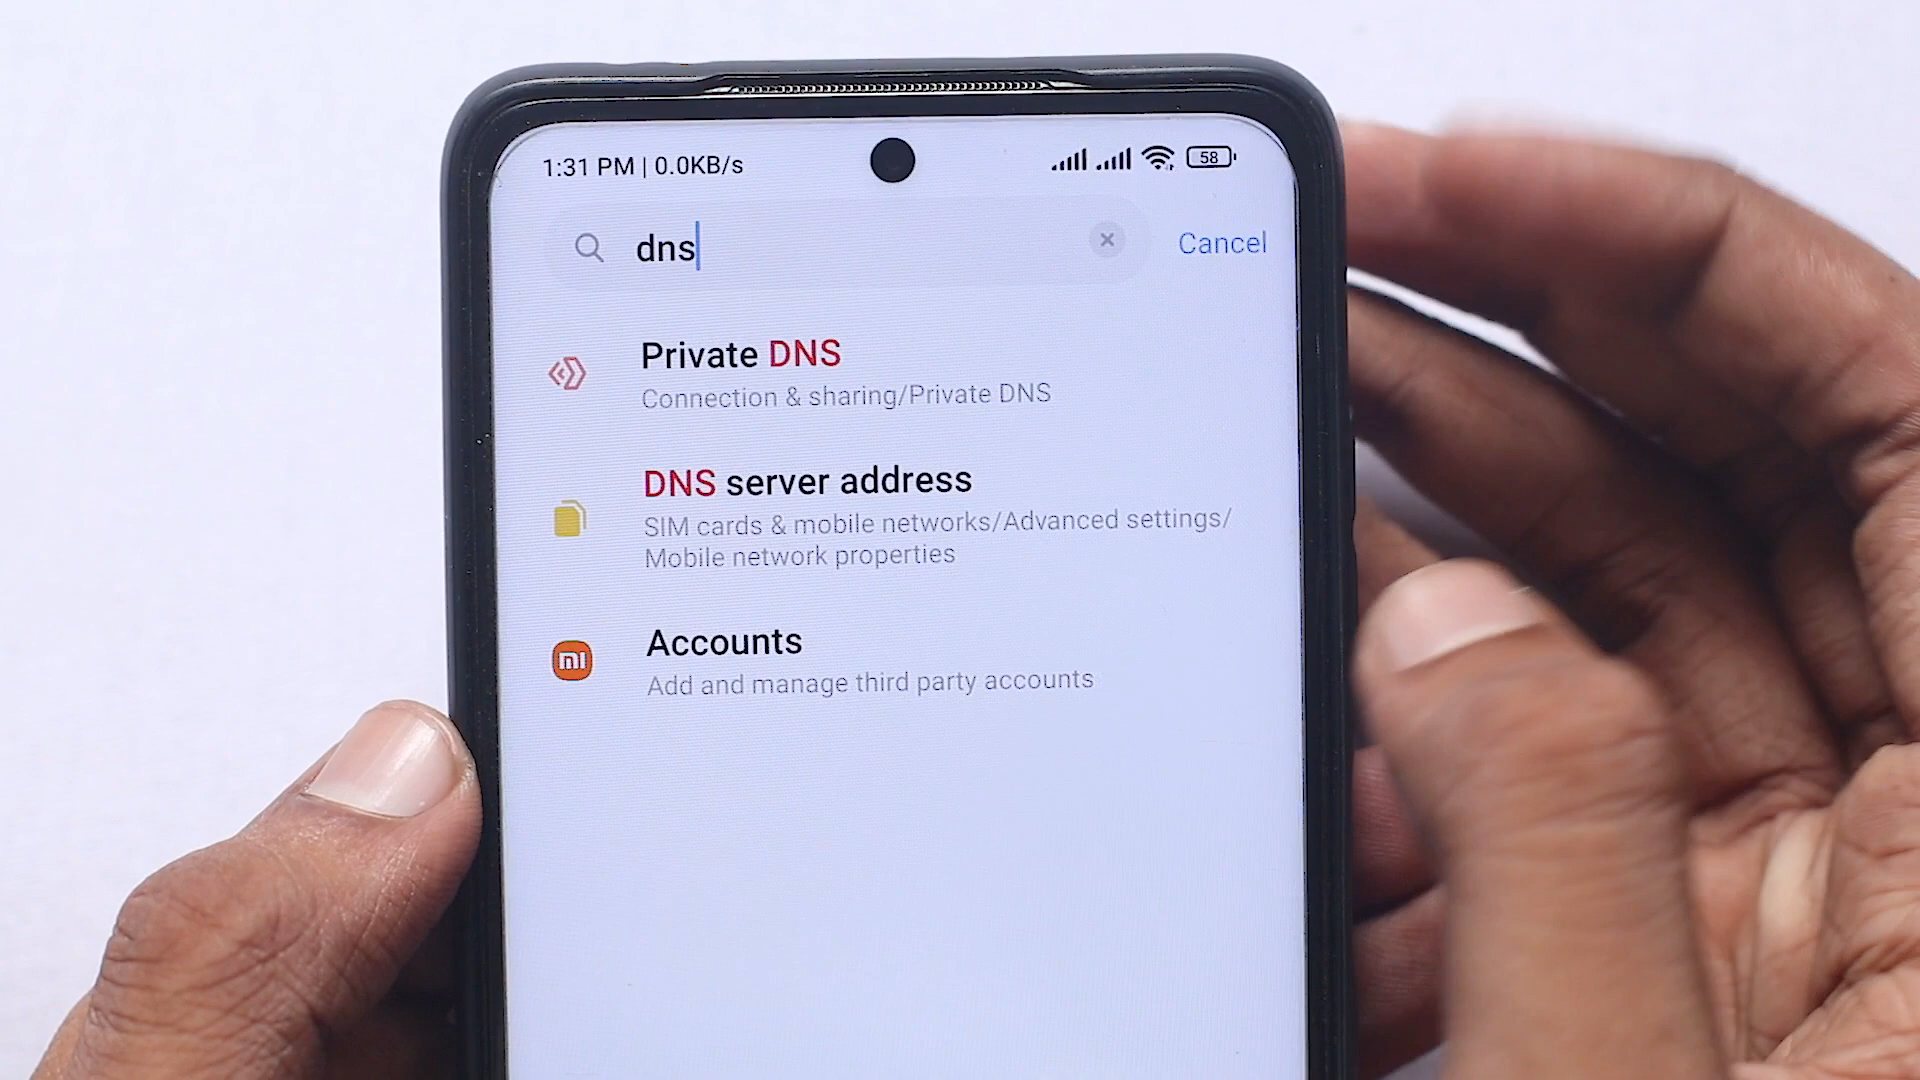 1:31 PM | 0.0KB/s
58
dns
Cancel
Private DNS
Connection & sharing/Private DNS
DNS server address
SIM cards & mobile networks/Advanced settings/
Mobile network properties
mi
Accounts
Add and manage third party accounts